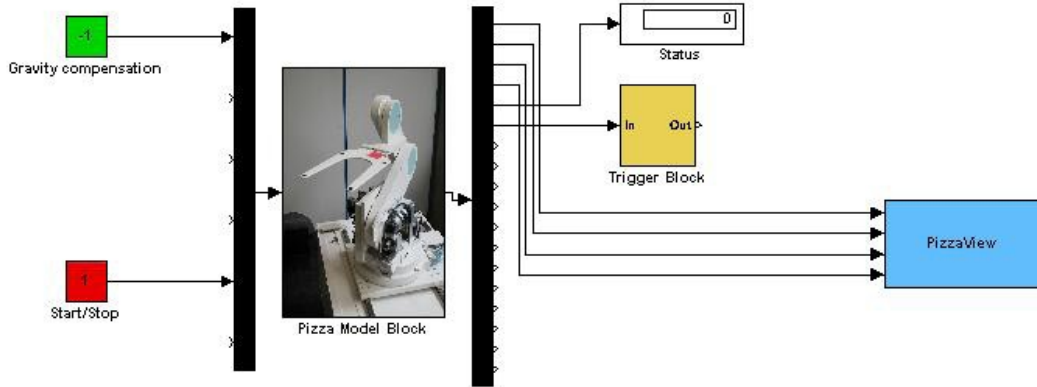 -1
Gravity compensation
1
Start/Stop
Pizza Model Block
0
Status
In
Out
Trigger Block
PizzaView